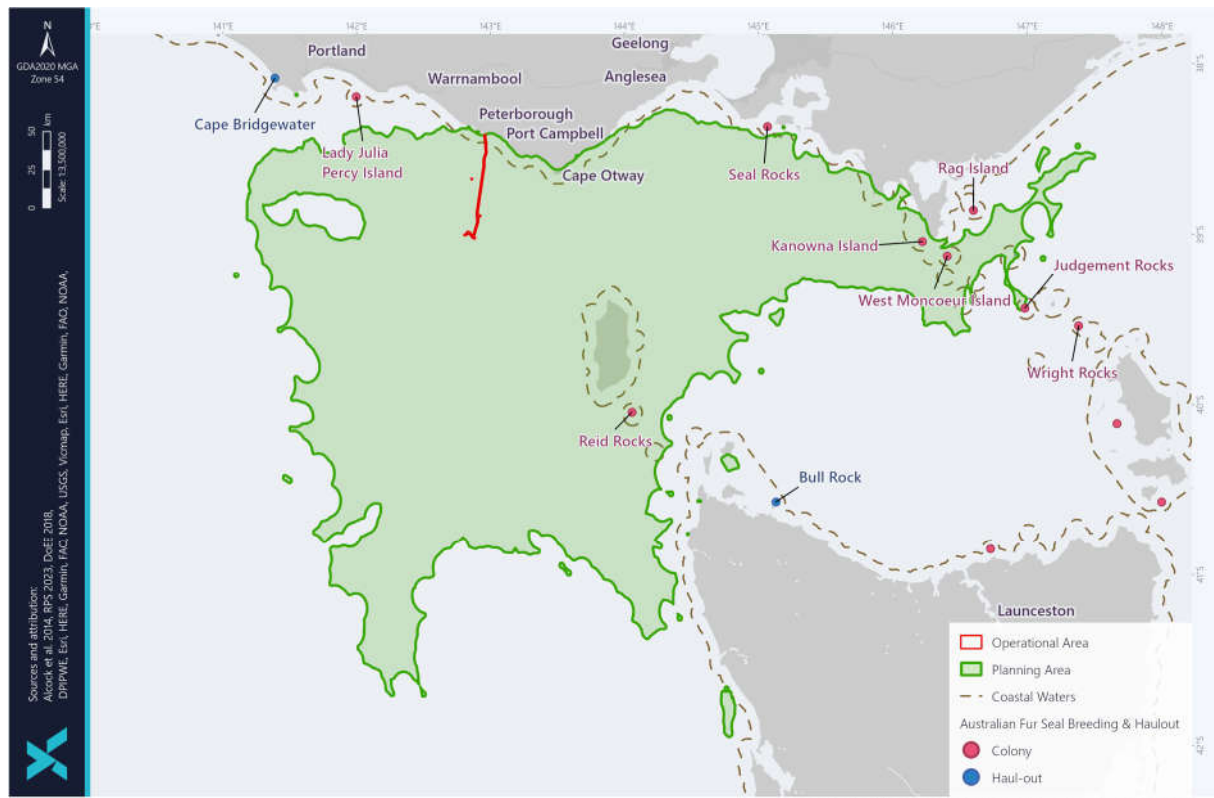 N
GDA2020 MGA
Zone 54
0 25 50 km
Scale: 1:3,500,000
Sources and attribution:
Alcock et al. 2014, RPS 2023, DoEE 2018,
DPIPWE, Esri, HERE, Garmin, FAO, NOAA, USGS, Vicmap, Esri, HERE, Garmin, FAO, NOAA,
°E
141°E
142°E
143°E
144°E
145°E
146°E
147°E
148°E
38°S
39°S
40°S
41°S
42°S
Portland
Geelong
Warrnambool
Anglesea
Cape Bridgewater
Peterborough
Port Campbell
Lady Julia
Percy Island
Cape Otway
Seal Rocks
Rag Island
Kanowna Island
Judgement Rocks
West Moncoeur Island
Wright Rocks
Reid Rocks
Bull Rock
Launceston
Operational Area
Planning Area
Coastal Waters
Australian Fur Seal Breeding & Haulout
Colony
Haul-out